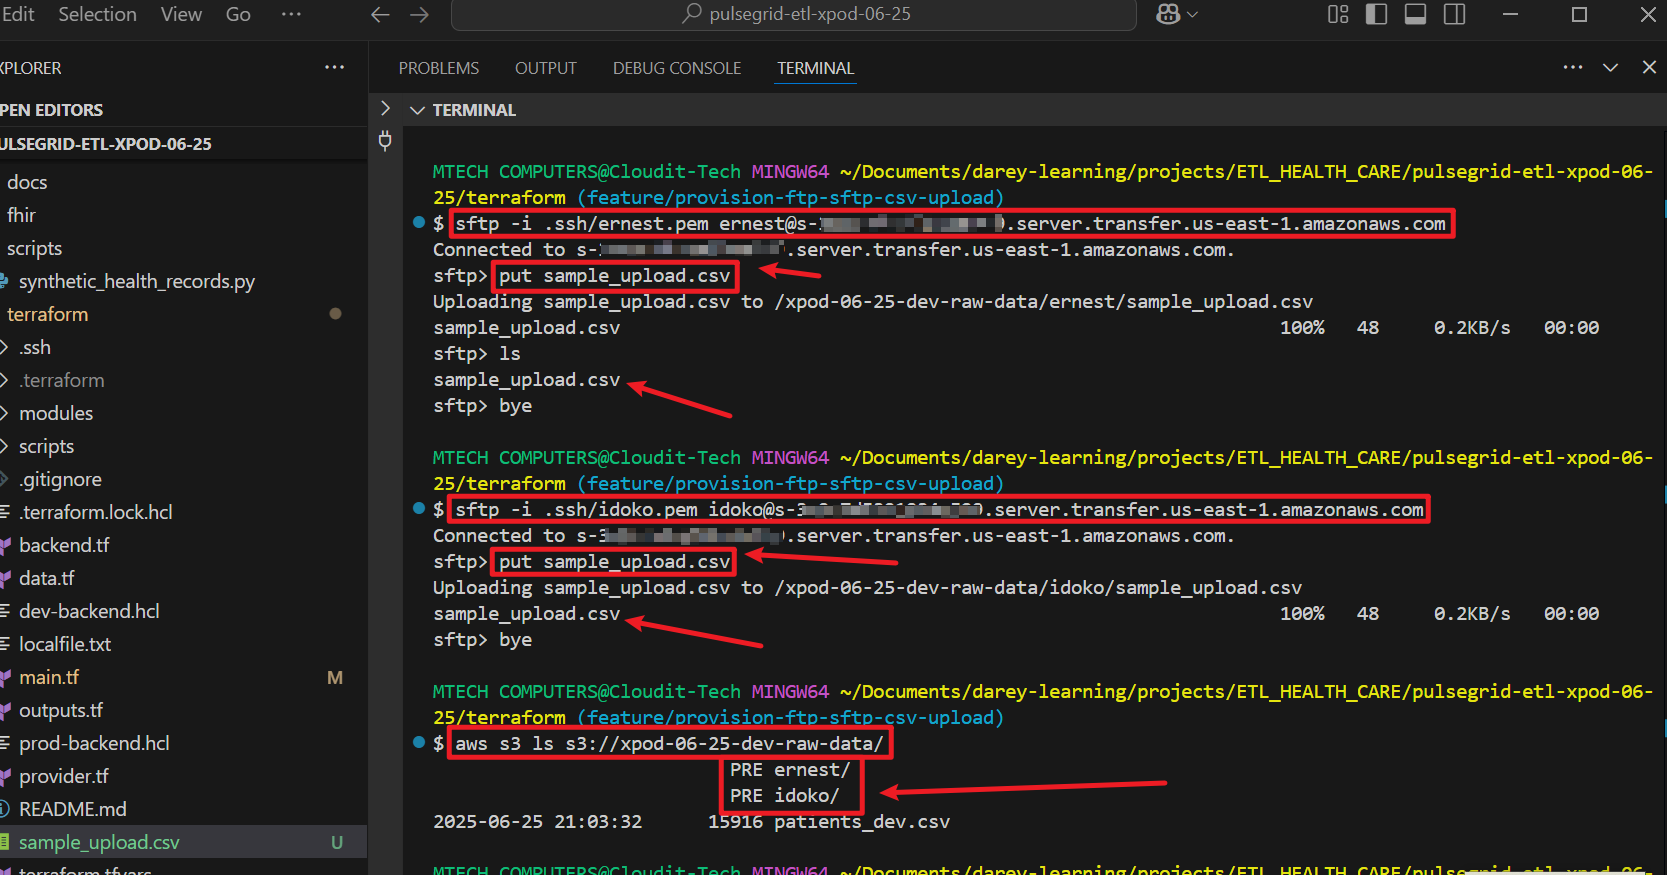 Edit Selection View Go ...
pulsegrid-etl-xpod-06-25
XPLORER ...
PEN EDITORS
ULSEGRID-ETL-XPOD-06-25
docs
fhir
scripts
synthetic_health_records.py
terraform
.ssh
.terraform
modules
scripts
.gitignore
.terraform.lock.hcl
backend.tf
data.tf
dev-backend.hcl
localfile.txt
main.tf M
outputs.tf
prod-backend.hcl
provider.tf
README.md
sample_upload.csv U
terraform.tfvars
PROBLEMS OUTPUT DEBUG CONSOLE TERMINAL ...
TERMINAL
MTECH COMPUTERS@Cloudit-Tech MINGW64 ~/Documents/darey-learning/projects/ETL_HEALTH_CARE/pulsegrid-etl-xpod-06-
25/terraform (feature/provision-ftp-sftp-csv-upload)
$ sftp -i .ssh/ernest.pem ernest@s-3 .server.transfer.us-east-1.amazonaws.com
Connected to s- .server.transfer.us-east-1.amazonaws.com.
sftp> put sample_upload.csv
Uploading sample_upload.csv to /xpod-06-25-dev-raw-data/ernest/sample_upload.csv
sample_upload.csv 100% 48 0.2KB/s 00:00
sftp> ls
sample_upload.csv
sftp> bye
MTECH COMPUTERS@Cloudit-Tech MINGW64 ~/Documents/darey-learning/projects/ETL_HEALTH_CARE/pulsegrid-etl-xpod-06-
25/terraform (feature/provision-ftp-sftp-csv-upload)
$ sftp -i .ssh/idoko.pem idoko@s-3 .server.transfer.us-east-1.amazonaws.com
Connected to s-3 .server.transfer.us-east-1.amazonaws.com.
sftp> put sample_upload.csv
Uploading sample_upload.csv to /xpod-06-25-dev-raw-data/idoko/sample_upload.csv
sample_upload.csv 100% 48 0.2KB/s 00:00
sftp> bye
MTECH COMPUTERS@Cloudit-Tech MINGW64 ~/Documents/darey-learning/projects/ETL_HEALTH_CARE/pulsegrid-etl-xpod-06-
25/terraform (feature/provision-ftp-sftp-csv-upload)
$ aws s3 ls s3://xpod-06-25-dev-raw-data/
PRE ernest/
PRE idoko/
2025-06-25 21:03:32 15916 patients_dev.csv
MTECH COMPUTERS@Cloudit-Tech MINGW64 ~/Documents/darey-learning/projects/ETL_HEALTH_CARE/pulsegrid-etl-xpod-06-